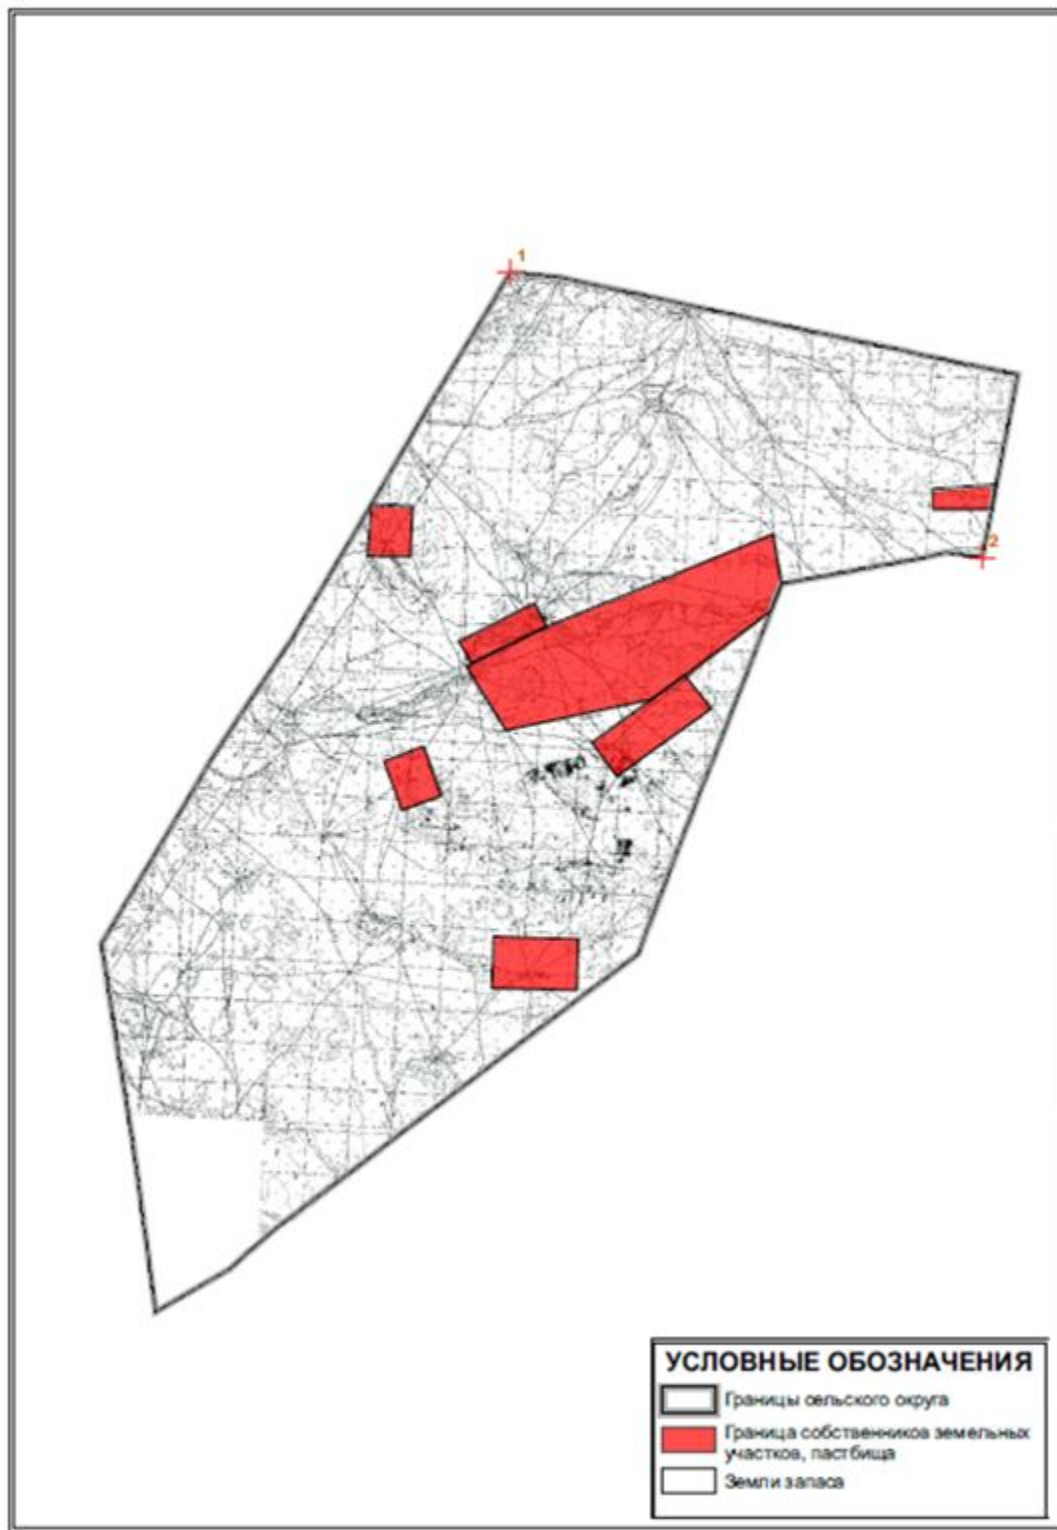 1
2
УСЛОВНЫЕ ОБОЗНАЧЕНИЯ
Границы сельского округа
Граница собственников земельных
участков, пастбища
Земли запаса